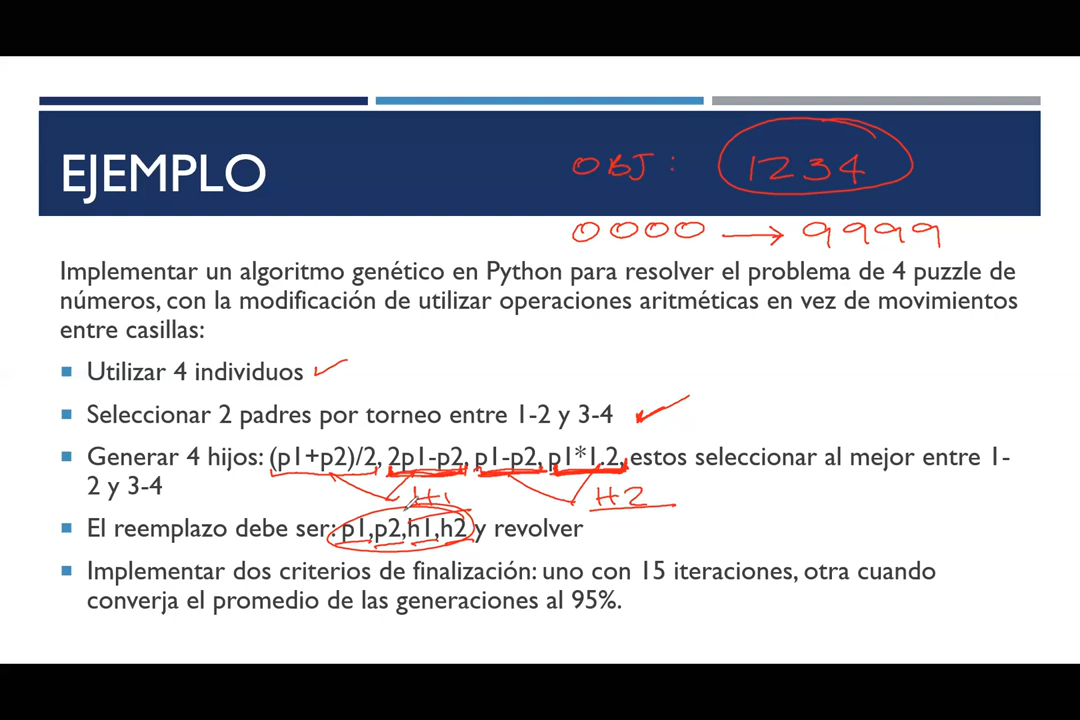 EJEMPLO
OBJ: 1234
0000 → 9999
Implementar un algoritmo genético en Python para resolver el problema de 4 puzzle de
números, con la modificación de utilizar operaciones aritméticas en vez de movimientos
entre casillas:
Utilizar 4 individuos
Seleccionar 2 padres por torneo entre 1-2 y 3-4
Generar 4 hijos: (p1+p2)/2, 2p1-p2, p1-p2, p1*1.2, estos seleccionar al mejor entre 1-
2 y 3-4
H1
H2
El reemplazo debe ser: p1,p2,h1,h2 y revolver
Implementar dos criterios de finalización: uno con 15 iteraciones, otra cuando
converja el promedio de las generaciones al 95%.